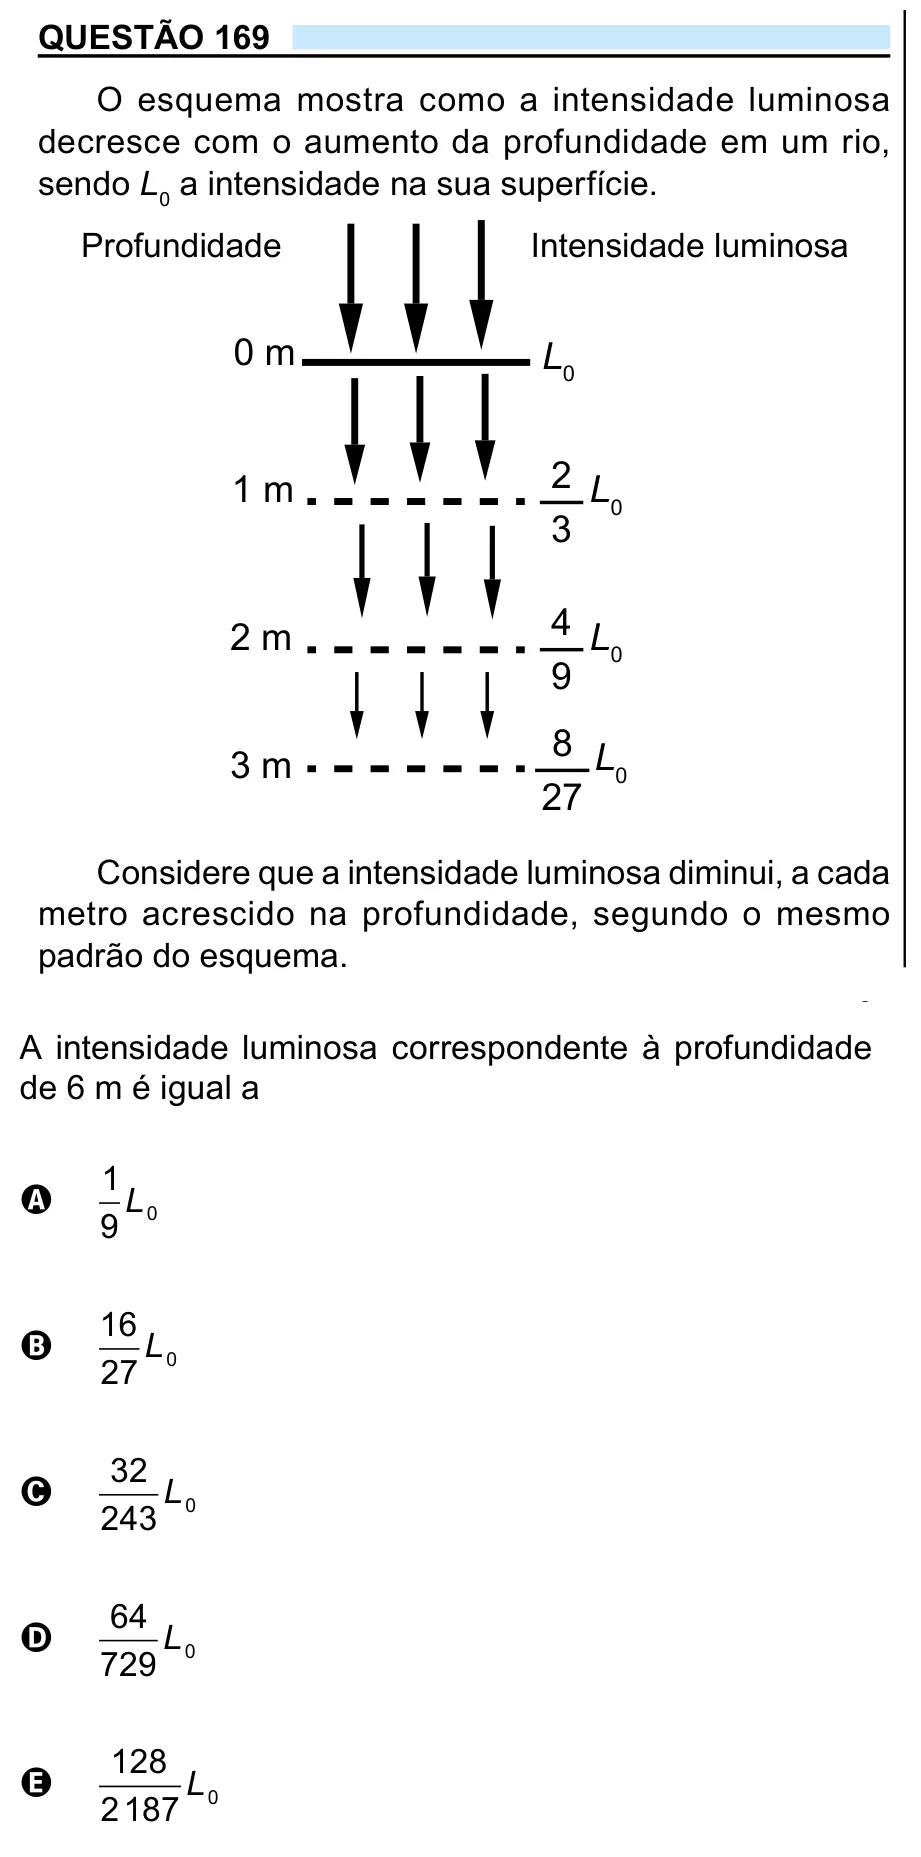 QUESTÃO 169
O esquema mostra como a intensidade luminosa
decresce com o aumento da profundidade em um rio,
sendo L₀ a intensidade na sua superfície.
Profundidade Intensidade luminosa
0 m L₀
1 m 2/3 L₀
2 m 4/9 L₀
3 m 8/27 L₀
Considere que a intensidade luminosa diminui, a cada
metro acrescido na profundidade, segundo o mesmo
padrão do esquema.
A intensidade luminosa correspondente à profundidade
de 6 m é igual a
A 1/9 L₀
B 16/27 L₀
C 32/243 L₀
D 64/729 L₀
E 128/2 187 L₀